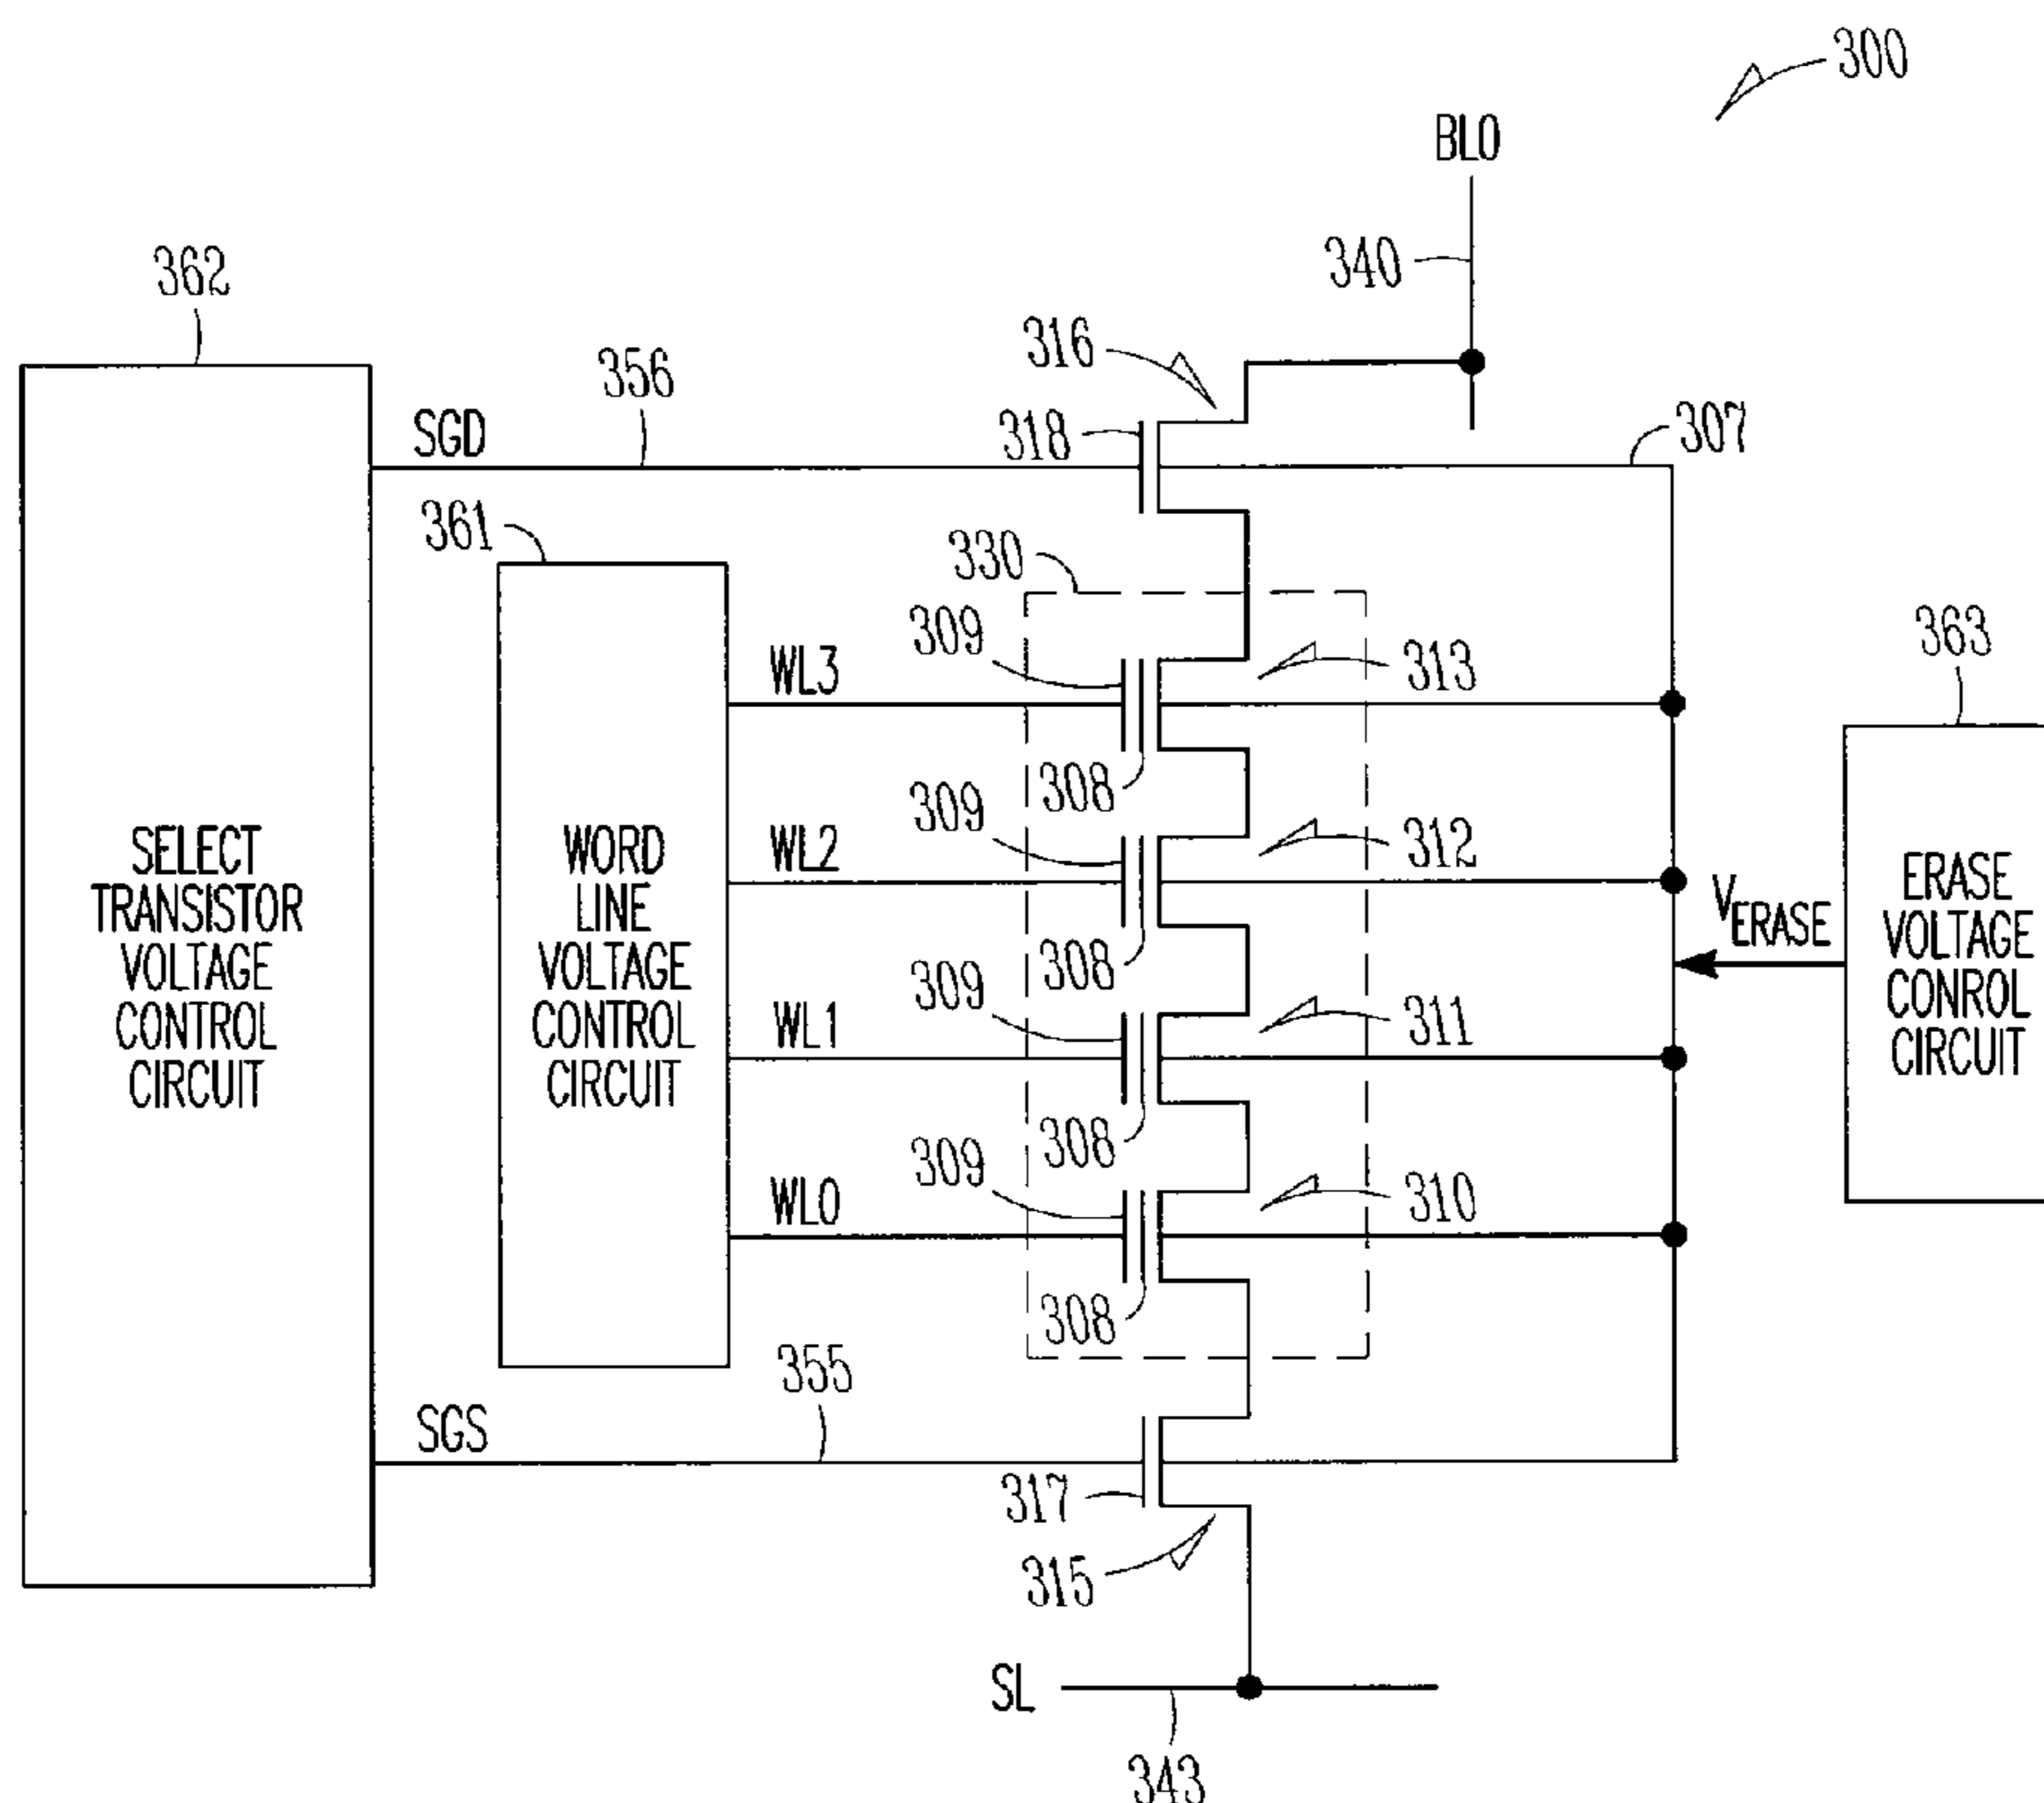 300
BL0
340
362
316
356
SGD
318
307
361
330
309
363
WL3
313
308
309
SELECT
TRANSISTOR
VOLTAGE
CONTROL
CIRCUIT
WORD
LINE
VOLTAGE
CONTROL
CIRCUIT
WL2
312
308
309
VERASE
ERASE
VOLTAGE
CONROL
CIRCUIT
WL1
311
308
309
WL0
310
308
355
SGS
317
315
SL
343